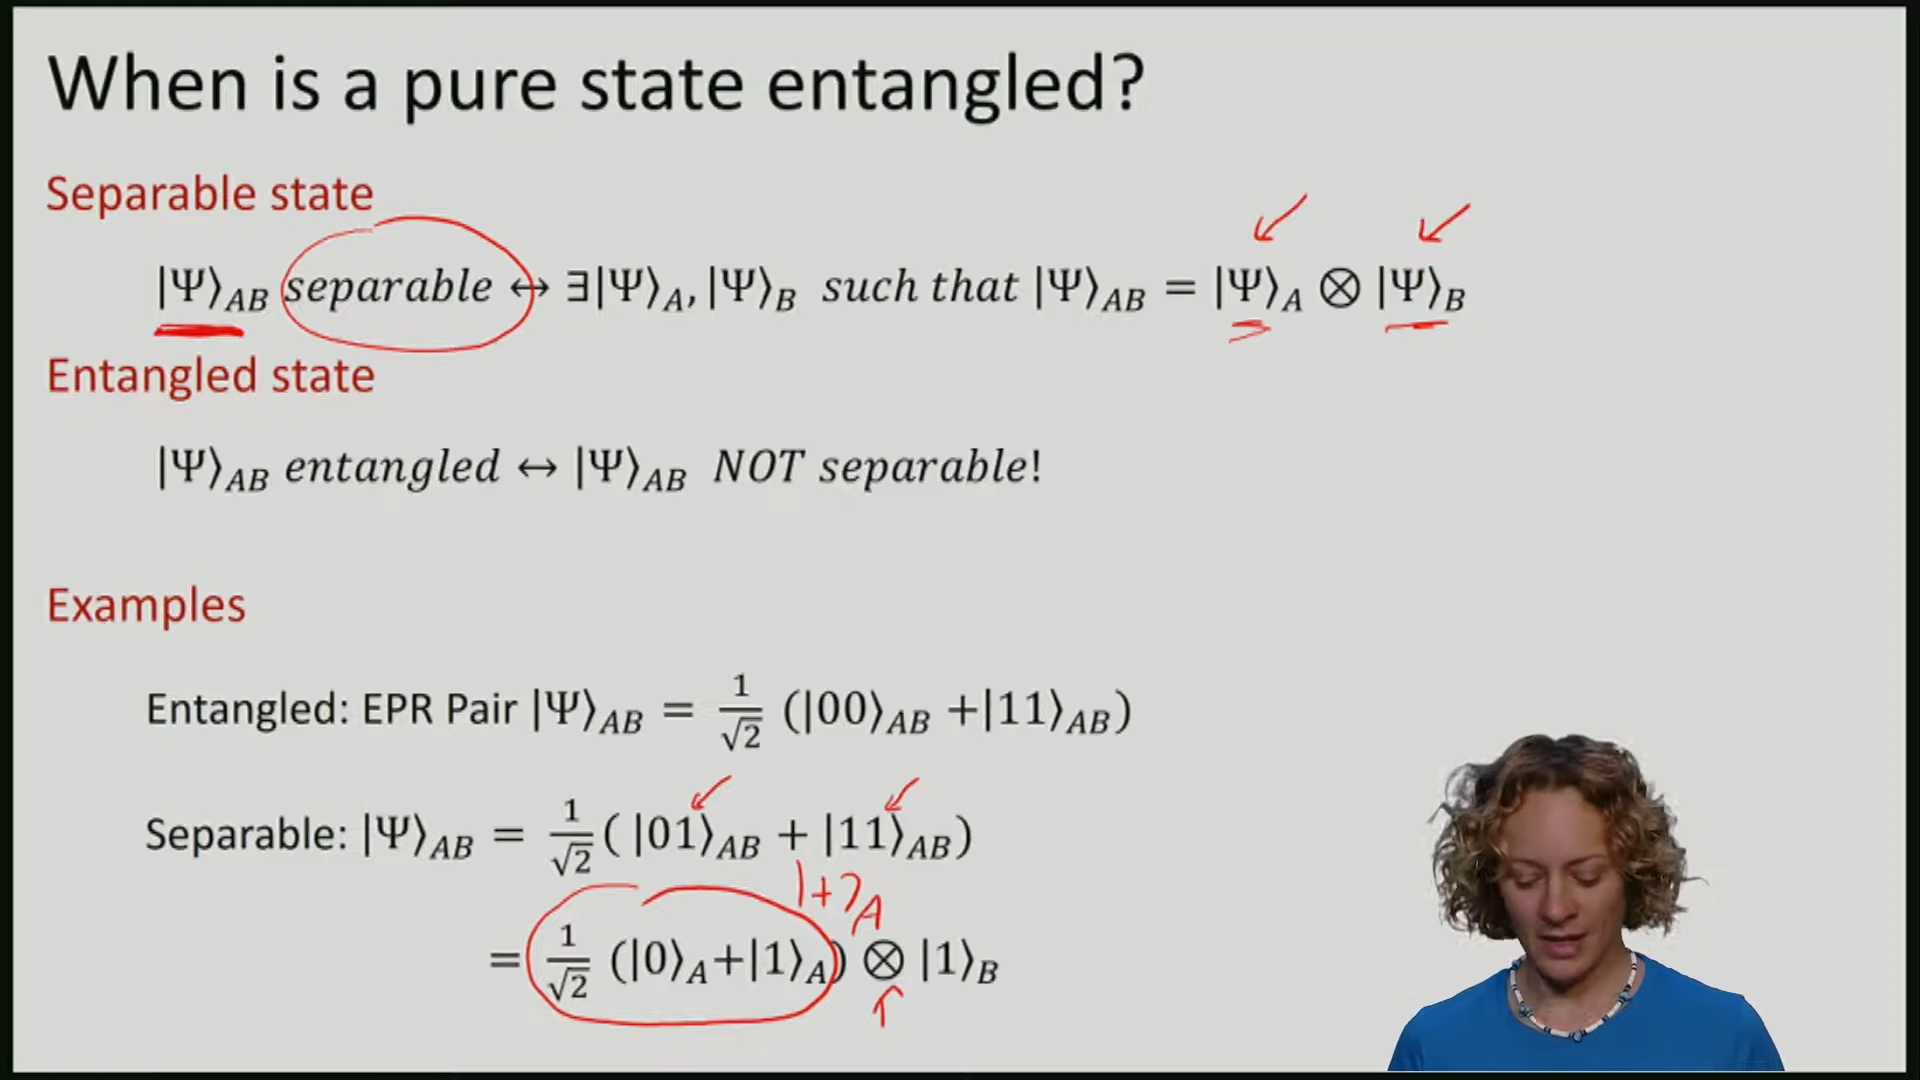 When is a pure state entangled?
Separable state
|Ψ⟩_AB separable ↔ ∃|Ψ⟩_A, |Ψ⟩_B such that |Ψ⟩_AB = |Ψ⟩_A ⊗ |Ψ⟩_B
Entangled state
|Ψ⟩_AB entangled ↔ |Ψ⟩_AB NOT separable!
Examples
Entangled: EPR Pair |Ψ⟩_AB = 1/√2 (|00⟩_AB +|11⟩_AB)
Separable: |Ψ⟩_AB = 1/√2 ( |01⟩_AB + |11⟩_AB)
|+⟩_A
= 1/√2 (|0⟩_A+|1⟩_A) ⊗ |1⟩_B